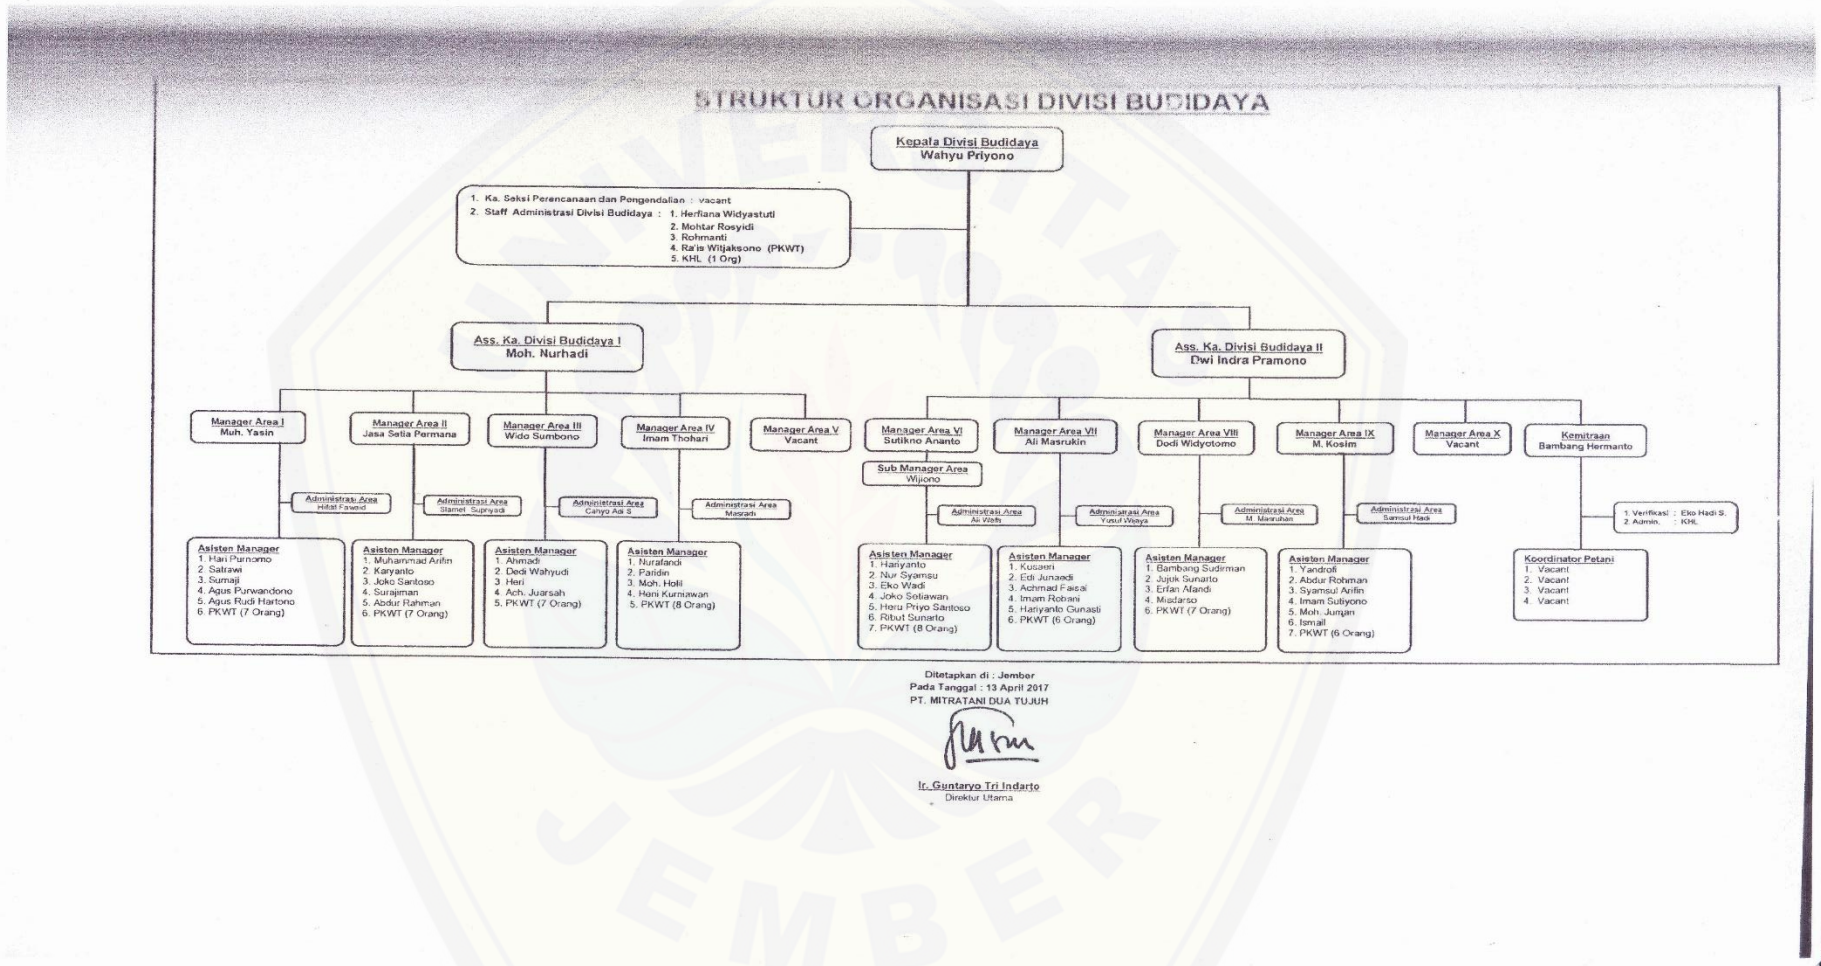 STRUKTUR ORGANISASI DIVISI BUDIDAYA
Kepala Divisi Budidaya
Wahyu Priyono
1. Ka. Seksi Perencanaan dan Pengendalian : vacant
2. Staff Administrasi Divisi Budidaya : 1. Herfiana Widyastuti
2. Mohtar Rosyidi
3. Rohmanti
4. Ra'is Witjaksono (PKWT)
5. KHL (1 Org)
Ass. Ka. Divisi Budidaya I
Moh. Nurhadi
Ass. Ka. Divisi Budidaya II
Dwi Indra Pramono
Manager Area I
Muh. Yasin
Manager Area II
Jasa Setia Permana
Manager Area III
Wido Sumbono
Manager Area IV
Imam Thohari
Manager Area V
Vacant
Manager Area VI
Sutikno Ananto
Manager Area VII
Ali Masrukin
Manager Area VIII
Dodi Widyotomo
Manager Area IX
M. Kosim
Manager Area X
Vacant
Kemitraan
Bambang Hermanto
Sub Manager Area
Wijiono
Administrasi Area
Administrasi Area
Slamet Supriyadi
Administrasi Area
Cahyo Adi S
Administrasi Area
Masradi
Administrasi Area
Ali Wafi
Administrasi Area
Yusuf Wijaya
Administrasi Area
M. Masruhan
Administrasi Area
Samsul Hadi
1. Verifikasi : Eko Hadi S.
2. Admin. : KHL
Asisten Manager
1. Hari Purnomo
2. Satrawi
3. Sumaji
4. Agus Purwandono
5. Agus Rudi Hartono
6. PKWT (7 Orang)
Asisten Manager
1. Muhammad Arifin
2. Karyanto
3. Joko Santoso
4. Surajiman
5. Abdur Rahman
6. PKWT (7 Orang)
Asisten Manager
1. Ahmadi
2. Dedi Wahyudi
3. Heri
4. Ach. Juarsah
5. PKWT (7 Orang)
Asisten Manager
1. Nurafandi
2. Paridin
3. Moh. Holil
4. Hani Kurniawan
5. PKWT (8 Orang)
Asisten Manager
1. Hariyanto
2. Nur Syamsu
3. Eko Wadi
4. Joko Setiawan
5. Heru Priyo Santoso
6. Ribut Sunarto
7. PKWT (8 Orang)
Asisten Manager
1. Kusaeri
2. Edi Junaedi
3. Achmad Faisal
4. Imam Robani
5. Hariyanto Gunasti
6. PKWT (6 Orang)
Asisten Manager
1. Bambang Sudirman
2. Jujuk Sunarto
3. Erfan Afandi
4. Misdarso
6. PKWT (7 Orang)
Asisten Manager
1. Yandrofi
2. Abdur Rohman
3. Syamsul Arifin
4. Imam Sutiyono
5. Moh. Juman
6. Ismail
7. PKWT (6 Orang)
Koordinator Petani
1. Vacant
2. Vacant
3. Vacant
4. Vacant
Ditetapkan di : Jember
Pada Tanggal : 13 April 2017
PT. MITRATANI DUA TUJUH
Ir. Guntaryo Tri Indarto
Direktur Utama
UNIVERSITAS
JEMBER